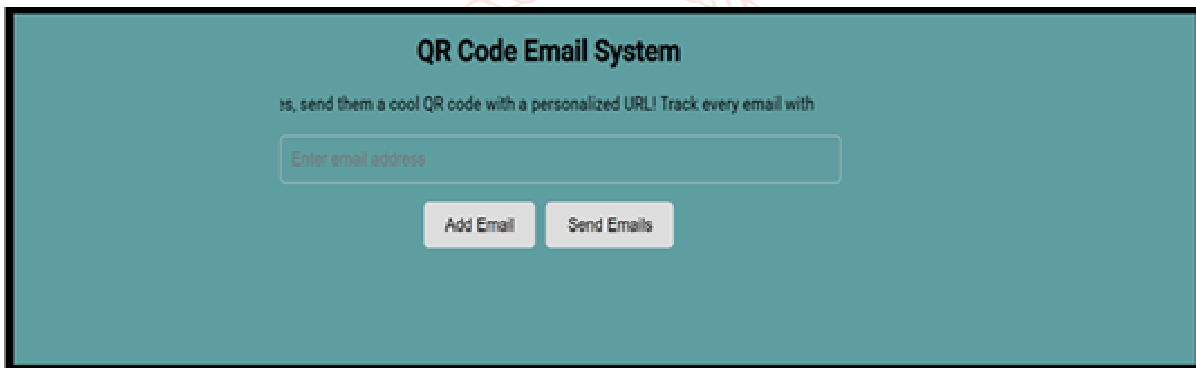 QR Code Email System
es, send them a cool QR code with a personalized URL! Track every email with
Enter email address
Add Email Send Emails